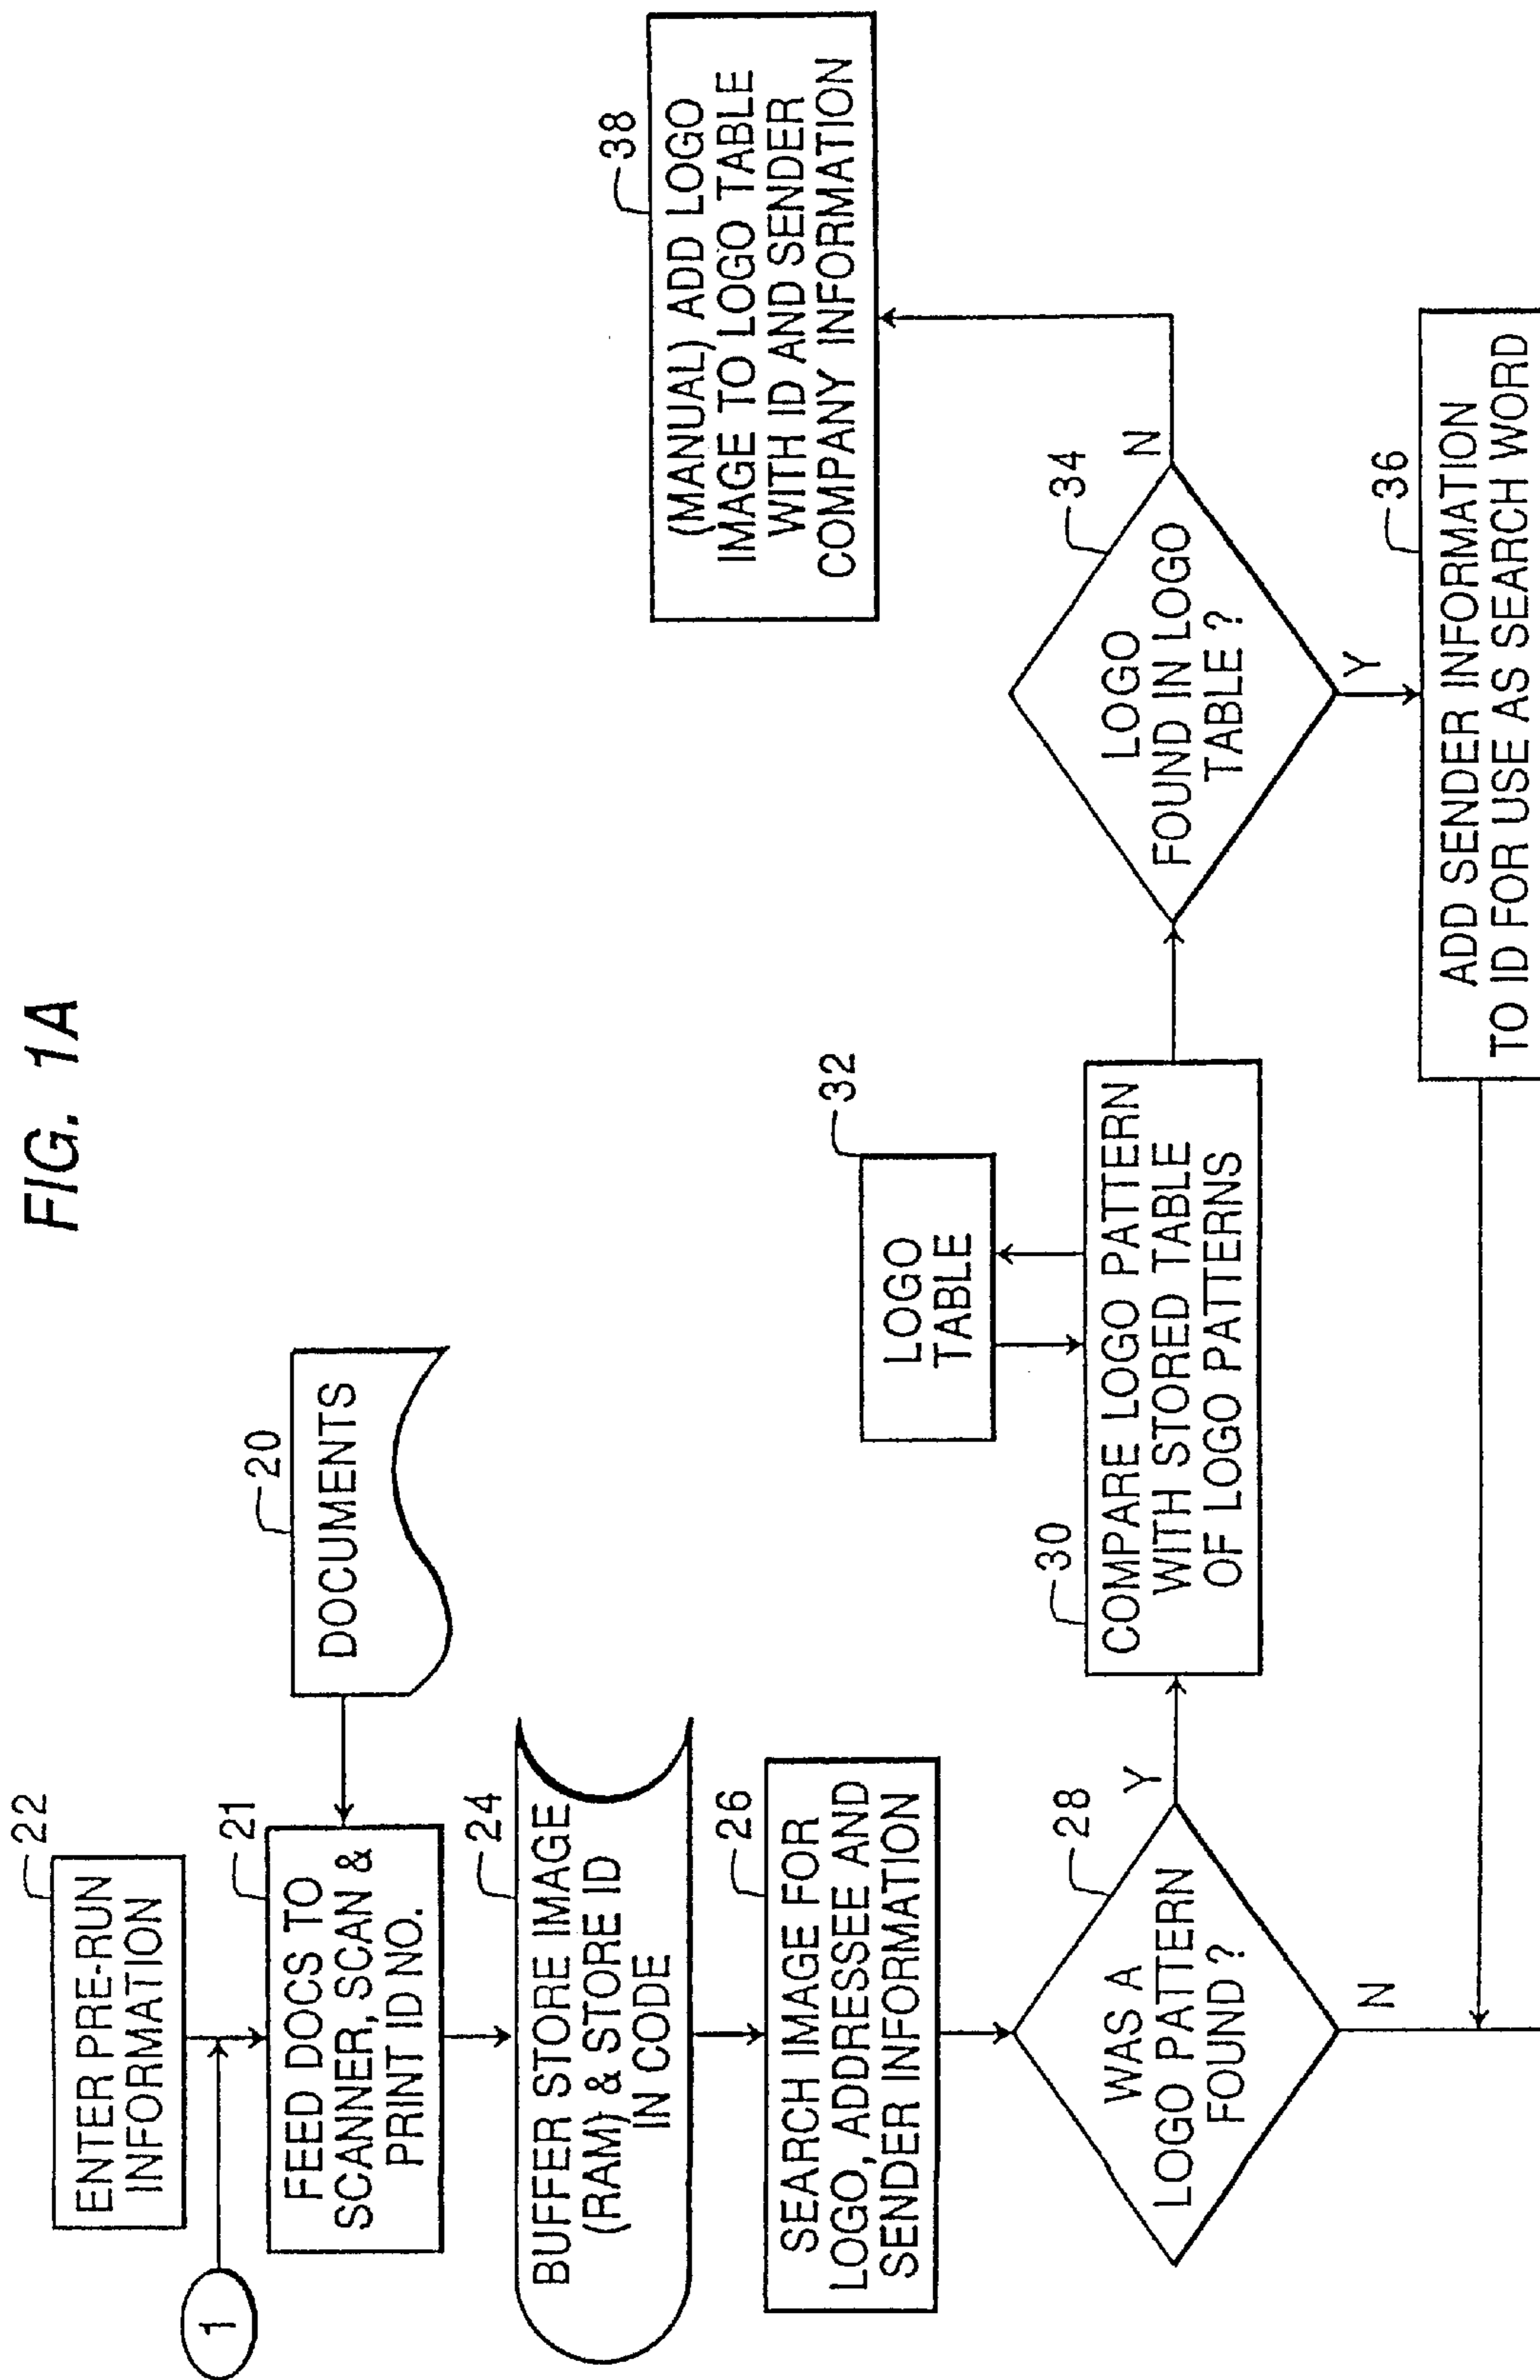 FIG. 1A
22
ENTER PRE-RUN
INFORMATION
1
21
FEED DOCS TO
SCANNER, SCAN &
PRINT ID NO.
20
DOCUMENTS
24
BUFFER STORE IMAGE
(RAM) & STORE ID
IN CODE
26
SEARCH IMAGE FOR
LOGO, ADDRESSEE AND
SENDER INFORMATION
28
WAS A
LOGO PATTERN
FOUND ?
Y
N
30
COMPARE LOGO PATTERN
WITH STORED TABLE
OF LOGO PATTERNS
32
LOGO
TABLE
34
LOGO
FOUND IN LOGO
TABLE ?
N
Y
38
(MANUAL) ADD LOGO
IMAGE TO LOGO TABLE
WITH ID AND SENDER
COMPANY INFORMATION
36
ADD SENDER INFORMATION
TO ID FOR USE AS SEARCH WORD